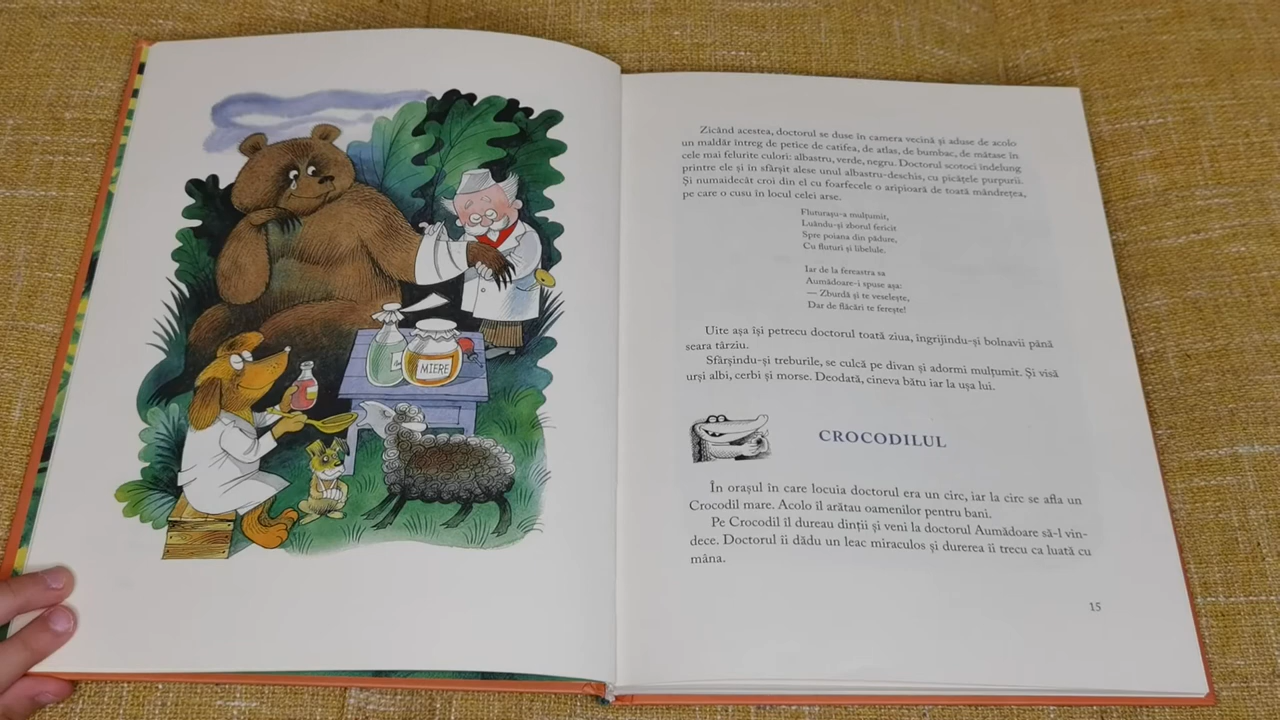 MIERE
Zicând acestea, doctorul se duse în camera vecină și aduse de acolo
un maldăr întreg de petice de catifea, de atlas, de bumbac, de mătase în
cele mai felurite culori: albastru, verde, negru. Doctorul scotoci îndelung
printre ele și în sfârșit alese unul albastru-deschis, cu picățele purpurii.
Și numaidecât croi din el cu foarfecele o aripioară de toată mândrețea,
pe care o cusu în locul celei arse.
Fluturașu-a mulțumit,
Luându-și zborul fericit
Spre poiana din pădure,
Cu fluturi și libelule.
Iar de la fereastra sa
Aumădoare-i spuse așa:
— Zburdă și te veselește,
Dar de flăcări te ferește!
Uite așa își petrecu doctorul toată ziua, îngrijindu-și bolnavii până
seara târziu.
Sfârșindu-și treburile, se culcă pe divan și adormi mulțumit. Și visă
urși albi, cerbi și morse. Deodată, cineva bătu iar la ușa lui.
CROCODILUL
În orașul în care locuia doctorul era un circ, iar la circ se afla un
Crocodil mare. Acolo îl arătau oamenilor pentru bani.
Pe Crocodil îl dureau dinții și veni la doctorul Aumădoare să-l vin-
dece. Doctorul îi dădu un leac miraculos și durerea îi trecu ca luată cu
mâna.
15